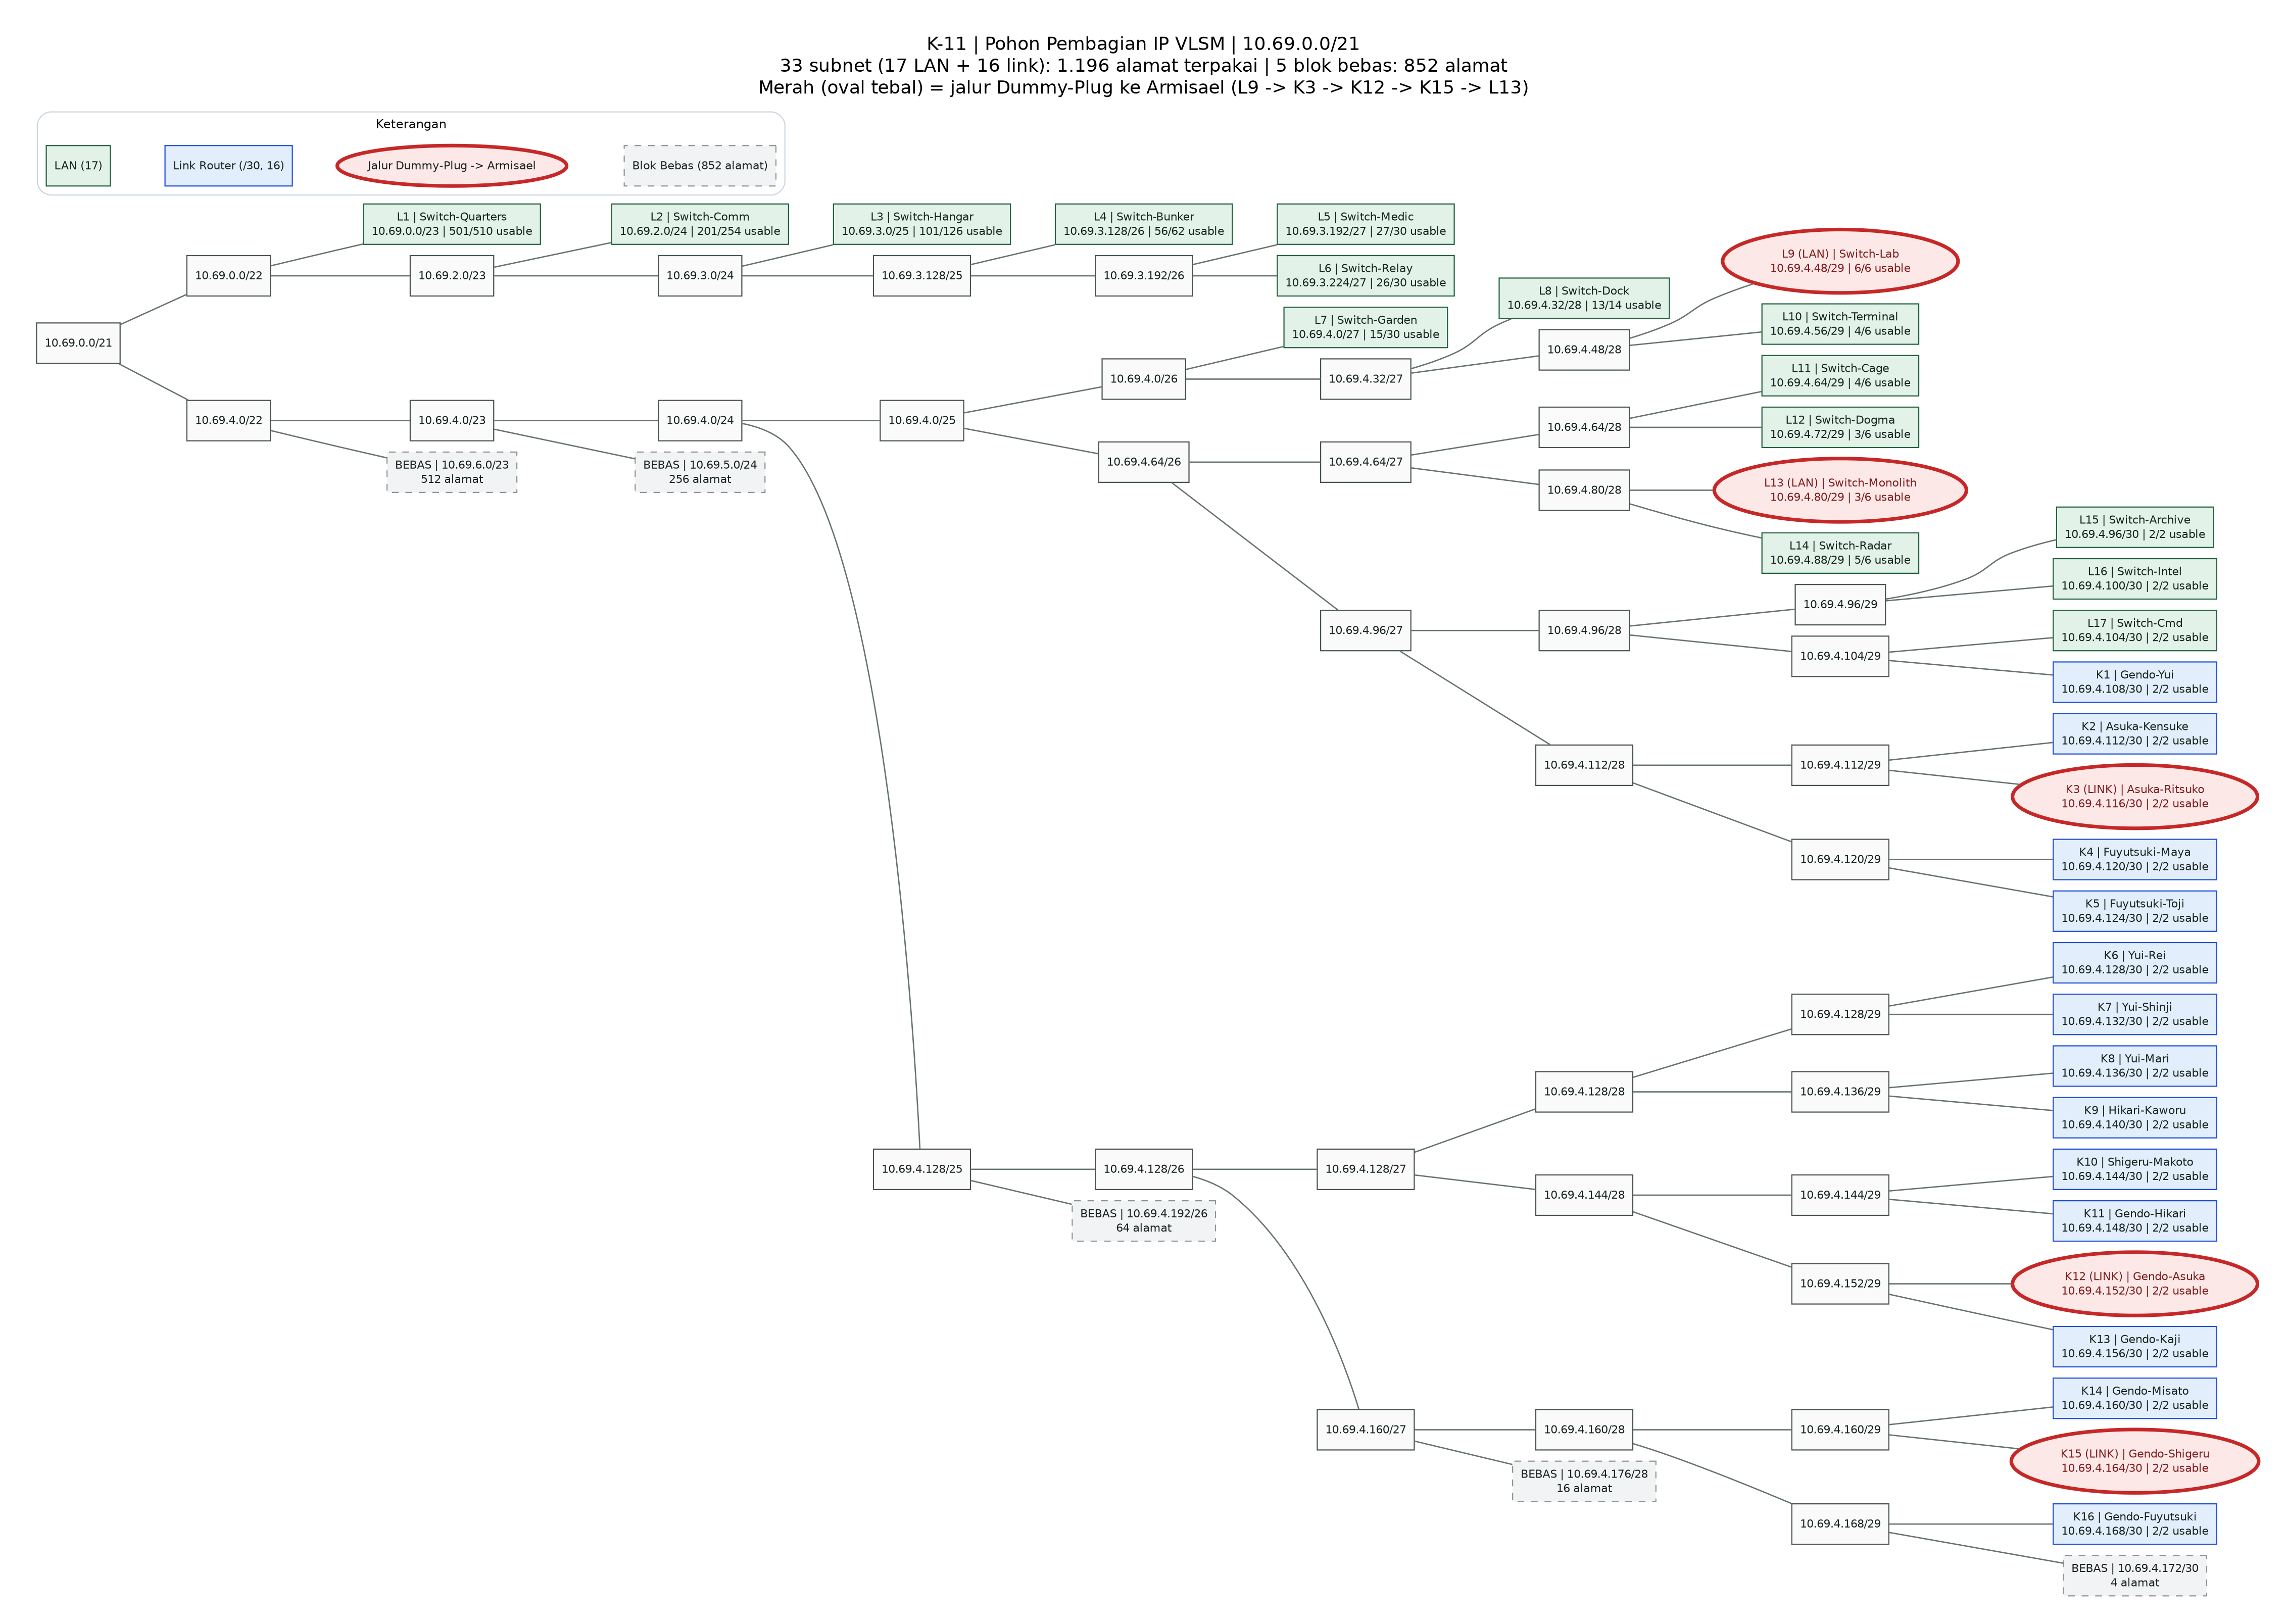 K-11 | Pohon Pembagian IP VLSM | 10.69.0.0/21
33 subnet (17 LAN + 16 link): 1.196 alamat terpakai | 5 blok bebas: 852 alamat
Merah (oval tebal) = jalur Dummy-Plug ke Armisael (L9 -> K3 -> K12 -> K15 -> L13)
Keterangan
LAN (17)
Link Router (/30, 16)
Jalur Dummy-Plug -> Armisael
Blok Bebas (852 alamat)
L1 | Switch-Quarters
10.69.0.0/23 | 501/510 usable
L2 | Switch-Comm
10.69.2.0/24 | 201/254 usable
L3 | Switch-Hangar
10.69.3.0/25 | 101/126 usable
L4 | Switch-Bunker
10.69.3.128/26 | 56/62 usable
L5 | Switch-Medic
10.69.3.192/27 | 27/30 usable
10.69.0.0/22
10.69.2.0/23
10.69.3.0/24
10.69.3.128/25
10.69.3.192/26
L6 | Switch-Relay
10.69.3.224/27 | 26/30 usable
L9 (LAN) | Switch-Lab
10.69.4.48/29 | 6/6 usable
L8 | Switch-Dock
10.69.4.32/28 | 13/14 usable
L7 | Switch-Garden
10.69.4.0/27 | 15/30 usable
L10 | Switch-Terminal
10.69.4.56/29 | 4/6 usable
10.69.0.0/21
10.69.4.48/28
10.69.4.0/26
10.69.4.32/27
L11 | Switch-Cage
10.69.4.64/29 | 4/6 usable
10.69.4.0/22
10.69.4.0/23
10.69.4.0/24
10.69.4.0/25
10.69.4.64/28
L12 | Switch-Dogma
10.69.4.72/29 | 3/6 usable
BEBAS | 10.69.6.0/23
512 alamat
BEBAS | 10.69.5.0/24
256 alamat
10.69.4.64/26
10.69.4.64/27
10.69.4.80/28
L13 (LAN) | Switch-Monolith
10.69.4.80/29 | 3/6 usable
L14 | Switch-Radar
10.69.4.88/29 | 5/6 usable
L15 | Switch-Archive
10.69.4.96/30 | 2/2 usable
L16 | Switch-Intel
10.69.4.100/30 | 2/2 usable
10.69.4.96/29
10.69.4.96/27
10.69.4.96/28
L17 | Switch-Cmd
10.69.4.104/30 | 2/2 usable
10.69.4.104/29
K1 | Gendo-Yui
10.69.4.108/30 | 2/2 usable
K2 | Asuka-Kensuke
10.69.4.112/30 | 2/2 usable
10.69.4.112/28
10.69.4.112/29
K3 (LINK) | Asuka-Ritsuko
10.69.4.116/30 | 2/2 usable
10.69.4.120/29
K4 | Fuyutsuki-Maya
10.69.4.120/30 | 2/2 usable
K5 | Fuyutsuki-Toji
10.69.4.124/30 | 2/2 usable
K6 | Yui-Rei
10.69.4.128/30 | 2/2 usable
10.69.4.128/29
K7 | Yui-Shinji
10.69.4.132/30 | 2/2 usable
K8 | Yui-Mari
10.69.4.136/30 | 2/2 usable
10.69.4.128/28
10.69.4.136/29
K9 | Hikari-Kaworu
10.69.4.140/30 | 2/2 usable
10.69.4.128/25
10.69.4.128/26
10.69.4.128/27
K10 | Shigeru-Makoto
10.69.4.144/30 | 2/2 usable
10.69.4.144/28
10.69.4.144/29
BEBAS | 10.69.4.192/26
64 alamat
K11 | Gendo-Hikari
10.69.4.148/30 | 2/2 usable
10.69.4.152/29
K12 (LINK) | Gendo-Asuka
10.69.4.152/30 | 2/2 usable
K13 | Gendo-Kaji
10.69.4.156/30 | 2/2 usable
K14 | Gendo-Misato
10.69.4.160/30 | 2/2 usable
10.69.4.160/27
10.69.4.160/28
10.69.4.160/29
K15 (LINK) | Gendo-Shigeru
10.69.4.164/30 | 2/2 usable
BEBAS | 10.69.4.176/28
16 alamat
10.69.4.168/29
K16 | Gendo-Fuyutsuki
10.69.4.168/30 | 2/2 usable
BEBAS | 10.69.4.172/30
4 alamat